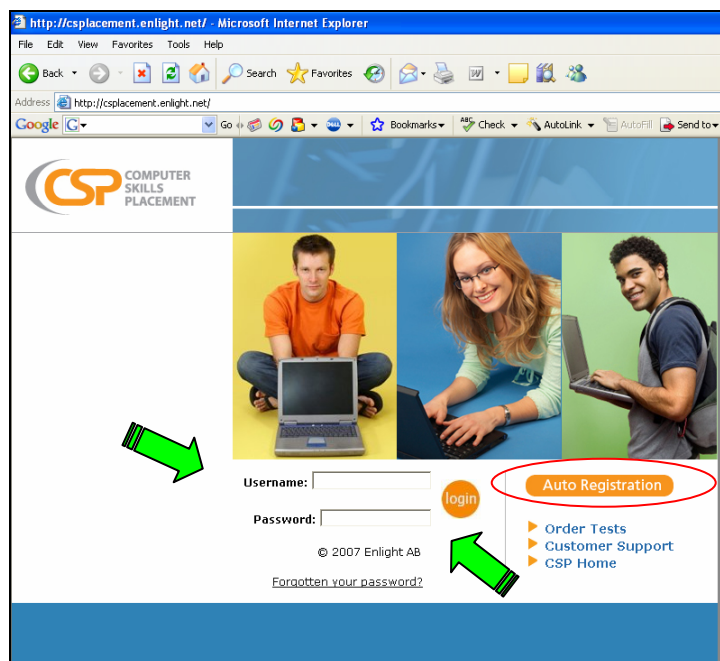 http://csplacement.enlight.net/ - Microsoft Internet Explorer
File Edit View Favorites Tools Help
Back Search Favorites
Address http://csplacement.enlight.net/
Google G Go DELL Bookmarks ABC Check AutoLink AutoFill Send to
CSP COMPUTER
SKILLS
PLACEMENT
Username:
login
Auto Registration
Password:
Order Tests
Customer Support
CSP Home
© 2007 Enlight AB
Forgotten your password?